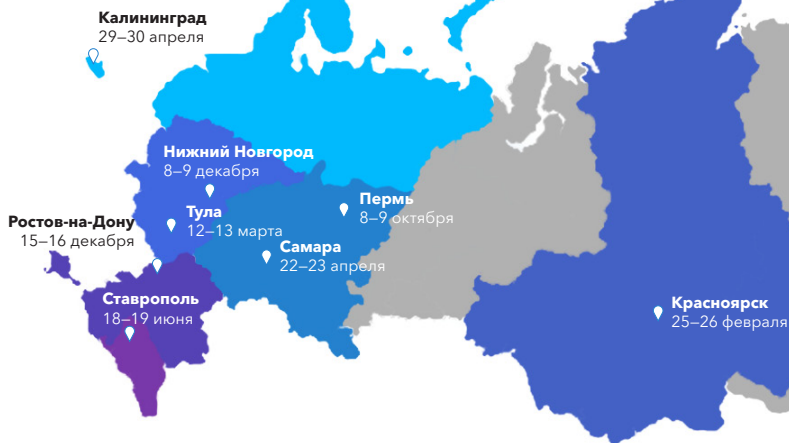 Калининград
29–30 апреля
Нижний Новгород
8–9 декабря
Пермь
8–9 октября
Тула
12–13 марта
Ростов-на-Дону
15–16 декабря
Самара
22–23 апреля
Ставрополь
18–19 июня
Красноярск
25–26 февраля